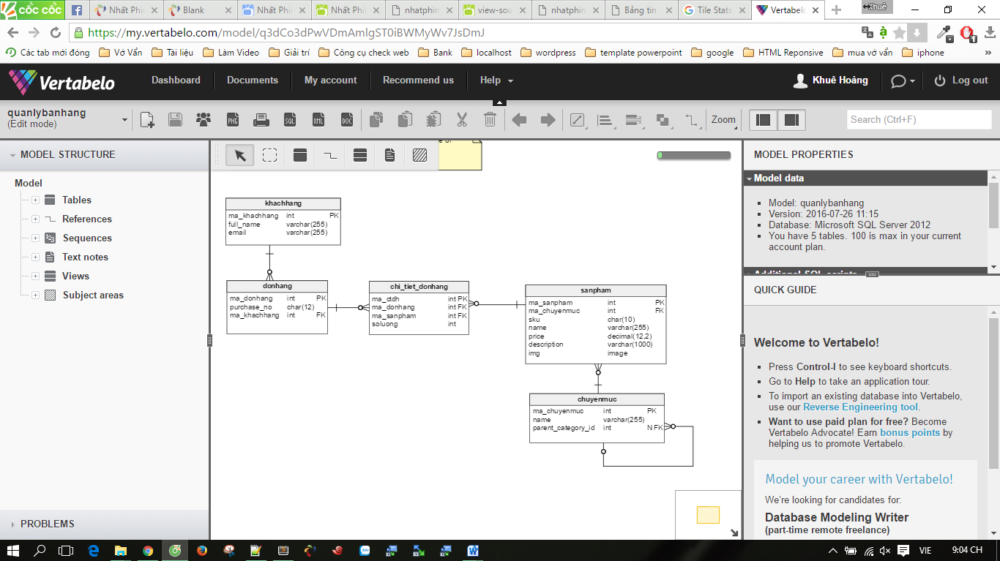 CỐC CỐC
Nhất Phin
Blank
Nhất Phin
Nhất Phin
nhatphin
view-sou
nhatphin
Bảng tin
Tile Stats
Vertabelo
Khuê
https://my.vertabelo.com/model/q3dCo3dPwVDmAmlgST0iBWMyWv7JsDmJ
Các tab mới đóng
Vớ Vẩn
Tài liệu
Làm Video
Giải trí
Công cụ check web
Bank
localhost
wordpress
template powerpoint
google
HTML Reponsive
mua vớ vẩn
iphone
»
Vertabelo
Dashboard
Documents
My account
Recommend us
Help
Khuê Hoàng
Log out
quanlybanhang
(Edit mode)
PNG
SQL
XML
DOC
Zoom
Search (Ctrl+F)
MODEL STRUCTURE
Model
Tables
References
123 Sequences
Text notes
Views
Subject areas
PROBLEMS
khachhang
ma_khachhang int PK
full_name varchar(255)
email varchar(255)
donhang
ma_donhang int PK
purchase_no char(12)
ma_khachhang int FK
chi_tiet_donhang
ma_ctdh int PK
ma_donhang int FK
ma_sanpham int FK
soluong int
sanpham
ma_sanpham int PK
ma_chuyenmuc int FK
sku char(10)
name varchar(255)
price decimal(12,2)
description varchar(1000)
img image
chuyenmuc
ma_chuyenmuc int PK
name varchar(255)
parent_category_id int N FK
MODEL PROPERTIES
Model data
Model: quanlybanhang
Version: 2016-07-26 11:15
Database: Microsoft SQL Server 2012
You have 5 tables. 100 is max in your current
account plan.
Additional SQL scripts
QUICK GUIDE
Welcome to Vertabelo!
Press Control-I to see keyboard shortcuts.
Go to Help to take an application tour.
To import an existing database into Vertabelo,
use our Reverse Engineering tool.
Want to use paid plan for free? Become
Vertabelo Advocate! Earn bonus points by
helping us to promote Vertabelo.
Model your career with Vertabelo!
We're looking for candidates for:
Database Modeling Writer
(part-time remote freelance)
VIE
9:04 CH